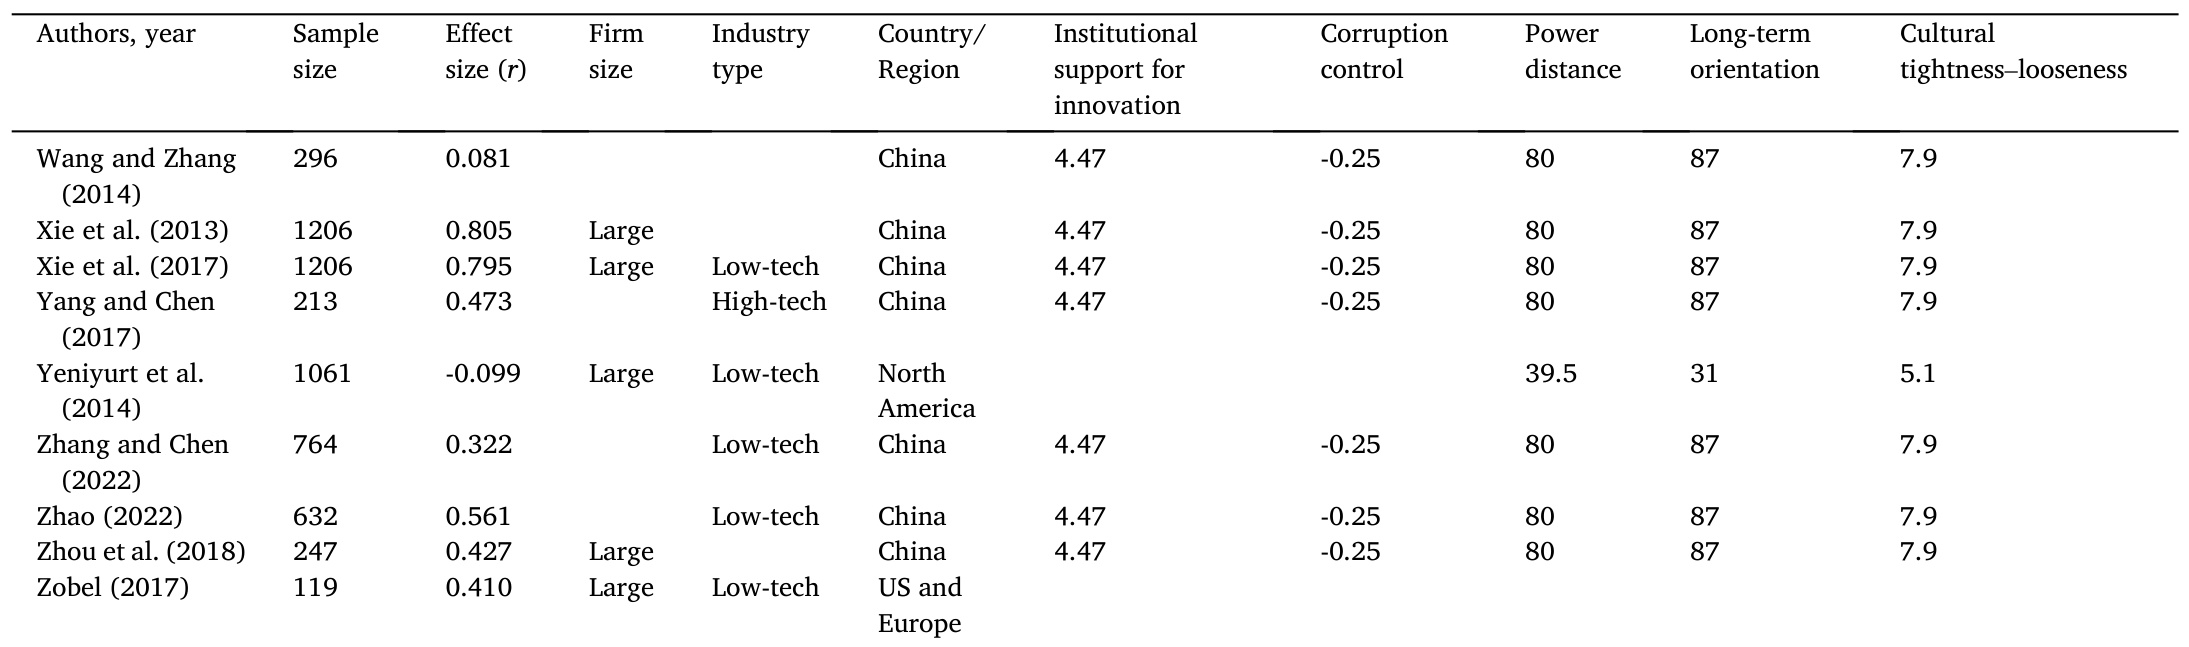 Authors, year Sample size Effect size (r) Firm size Industry type Country/ Region Institutional support for innovation Corruption control Power distance Long-term orientation Cultural tightness–looseness
Wang and Zhang (2014) 296 0.081 China 4.47 -0.25 80 87 7.9
Xie et al. (2013) 1206 0.805 Large China 4.47 -0.25 80 87 7.9
Xie et al. (2017) 1206 0.795 Large Low-tech China 4.47 -0.25 80 87 7.9
Yang and Chen (2017) 213 0.473 High-tech China 4.47 -0.25 80 87 7.9
Yeniyurt et al. (2014) 1061 -0.099 Large Low-tech North America 39.5 31 5.1
Zhang and Chen (2022) 764 0.322 Low-tech China 4.47 -0.25 80 87 7.9
Zhao (2022) 632 0.561 Low-tech China 4.47 -0.25 80 87 7.9
Zhou et al. (2018) 247 0.427 Large China 4.47 -0.25 80 87 7.9
Zobel (2017) 119 0.410 Large Low-tech US and Europe